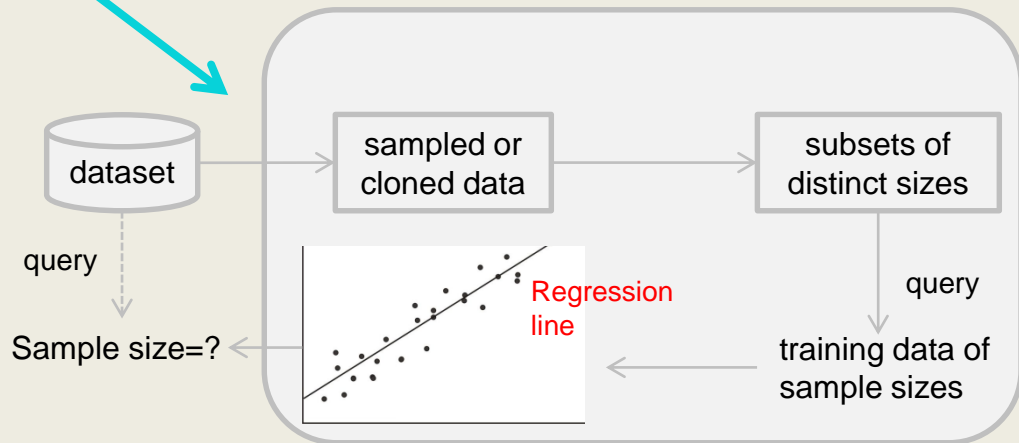 dataset
sampled or
cloned data
subsets of
distinct sizes
query
query
Regression
line
Sample size=?
training data of
sample sizes